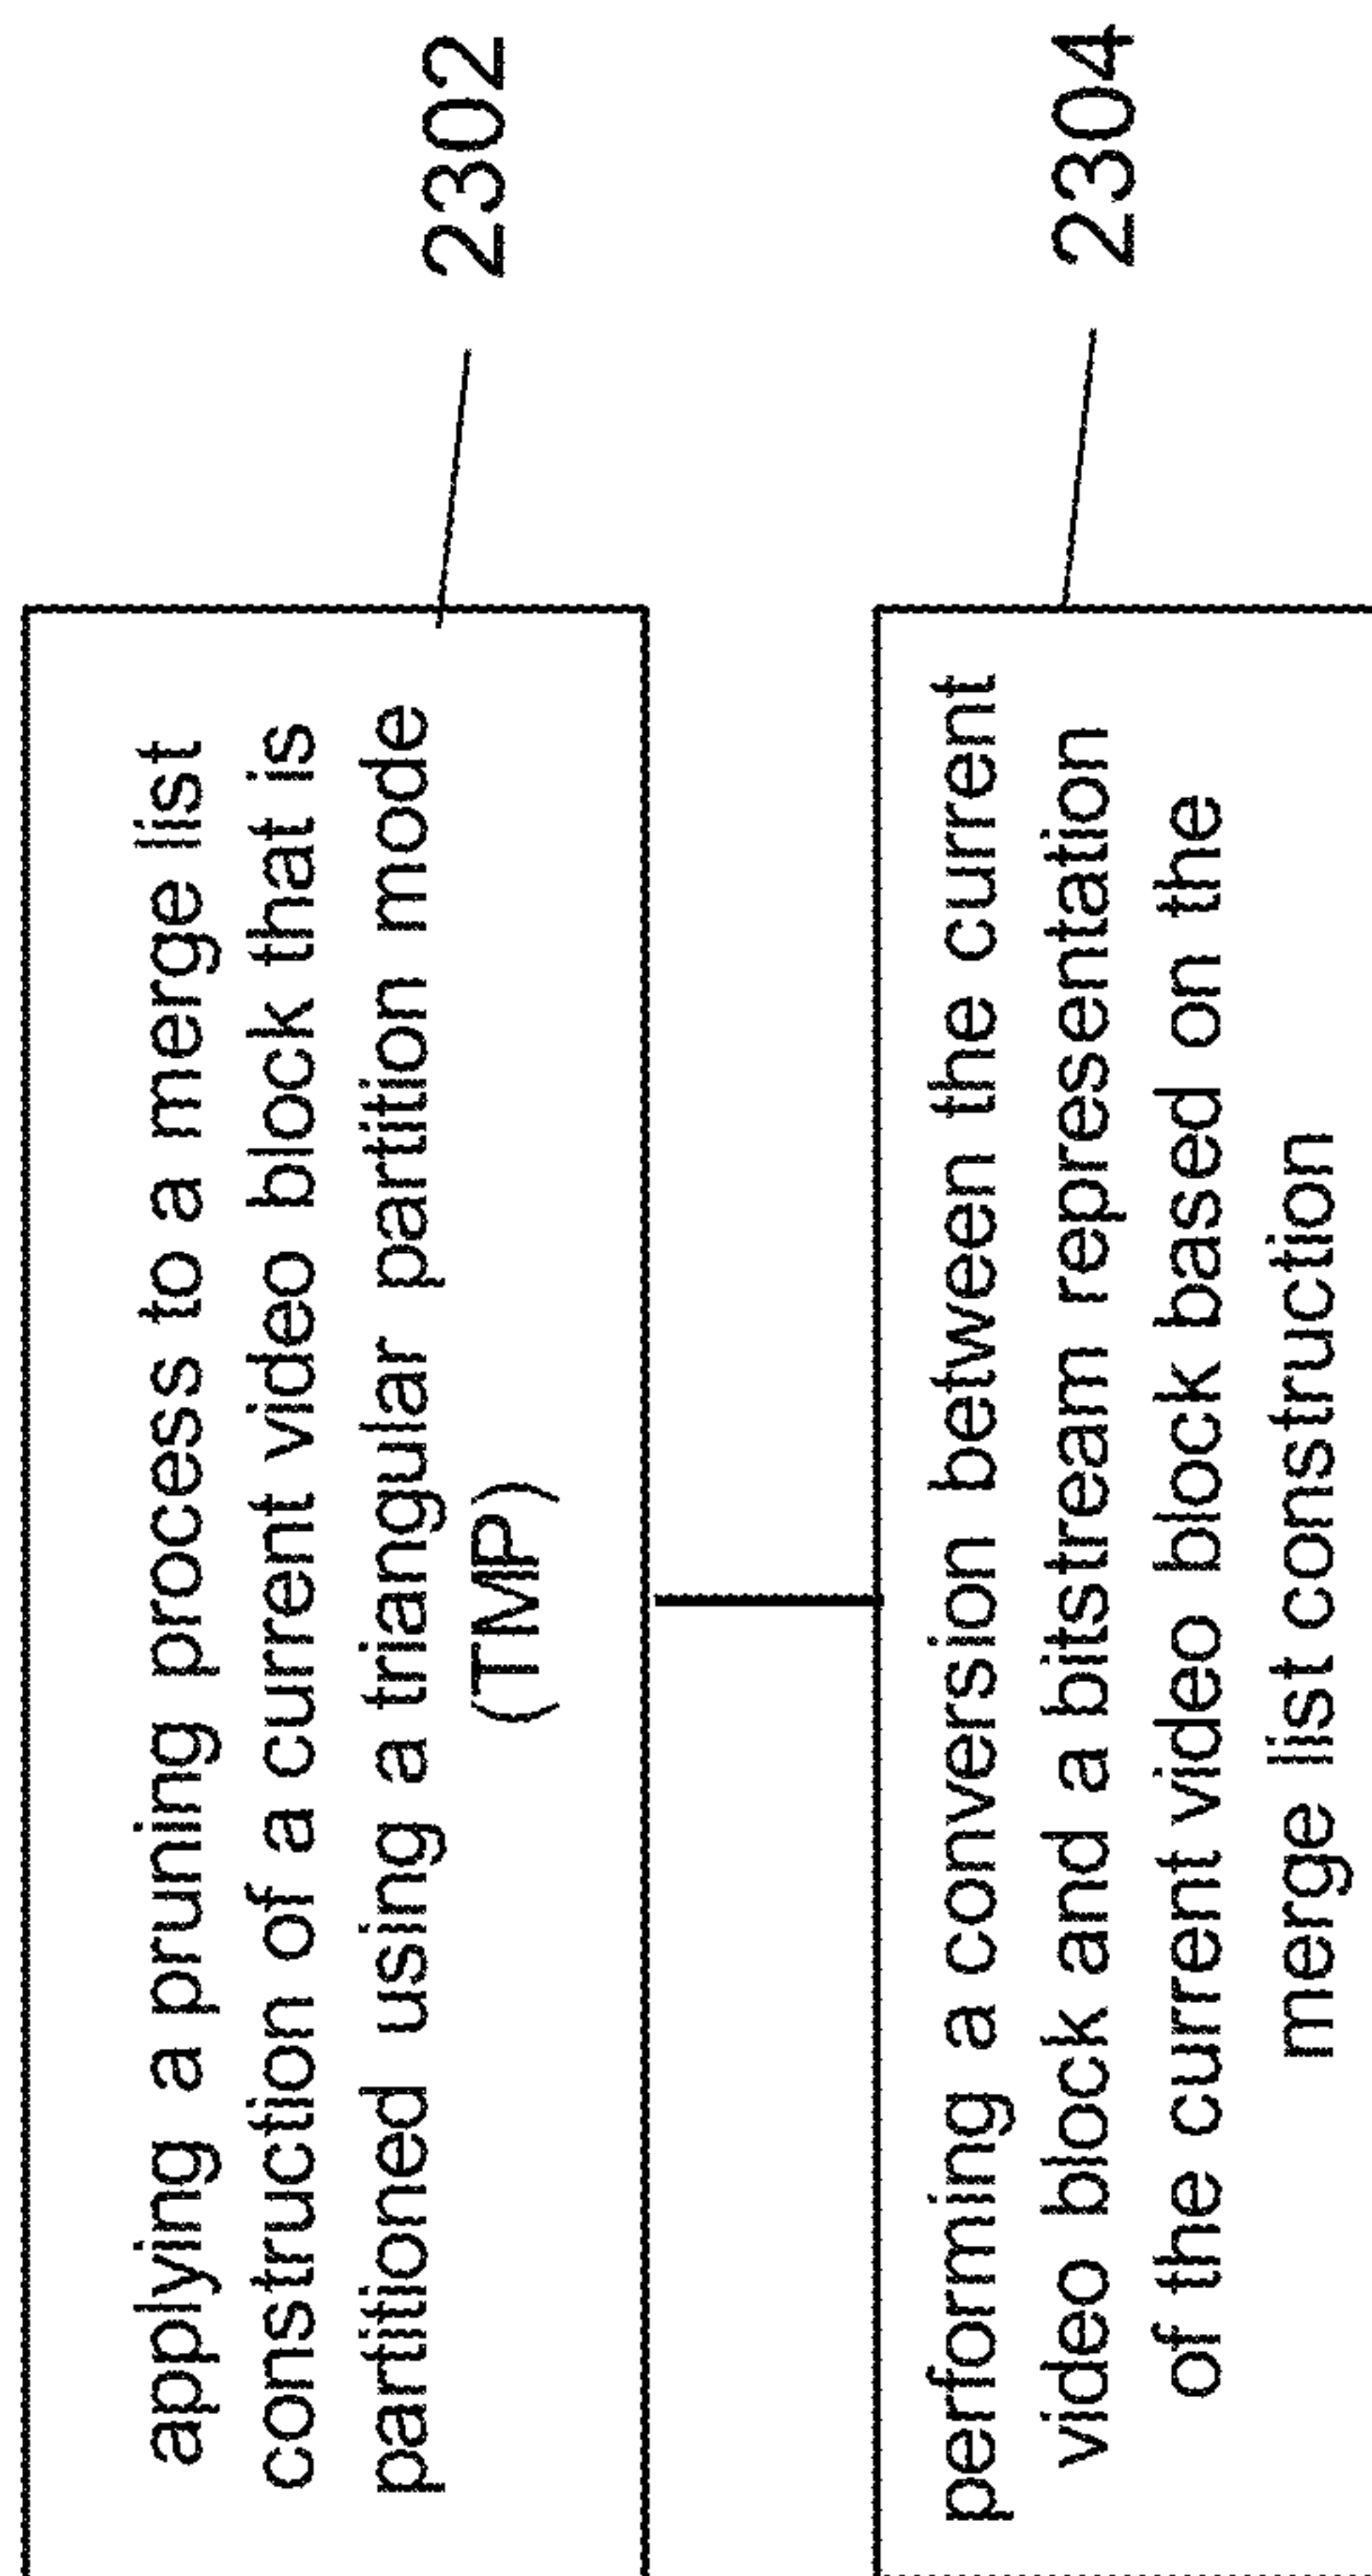 applying a pruning process to a merge list
construction of a current video block that is
partitioned using a triangular partition mode
(TMP)
2302
performing a conversion between the current
video block and a bitstream representation
of the current video block based on the
merge list construction
2304